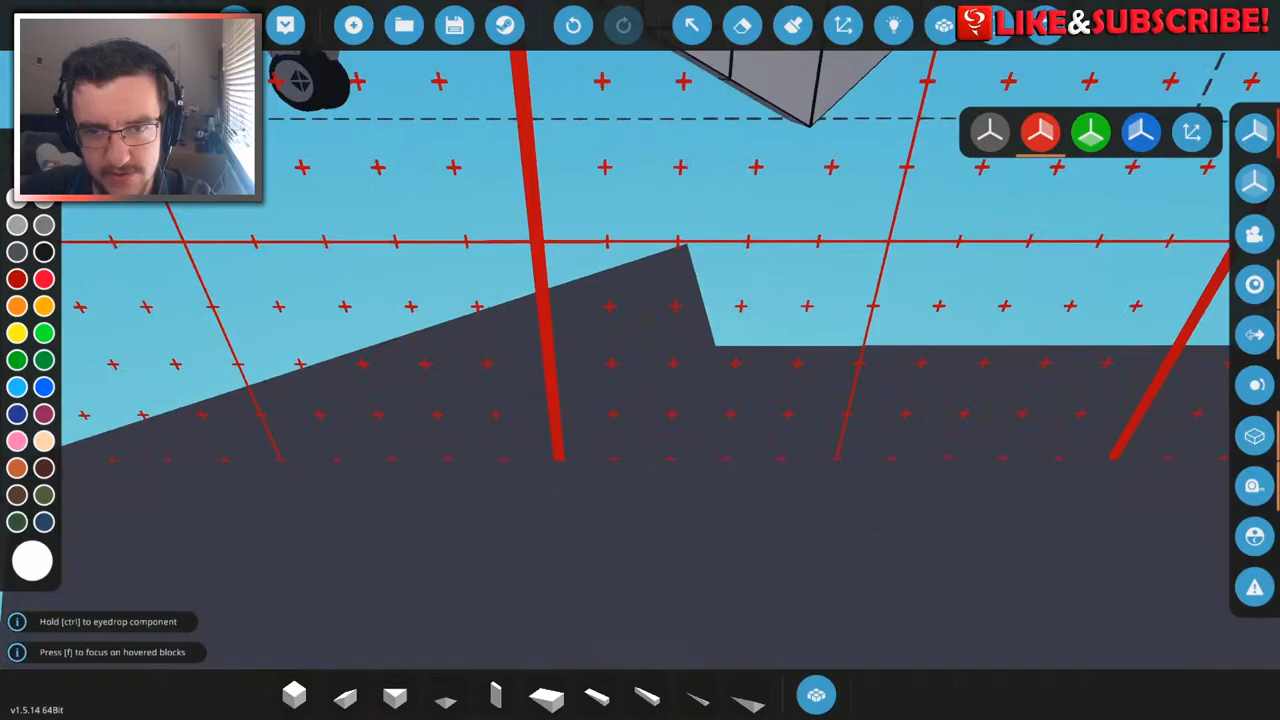 LIKE&SUBSCRIBE!
Hold [ctrl] to eyedrop component
Press [f] to focus on hovered blocks
v1.5.14 64Bit